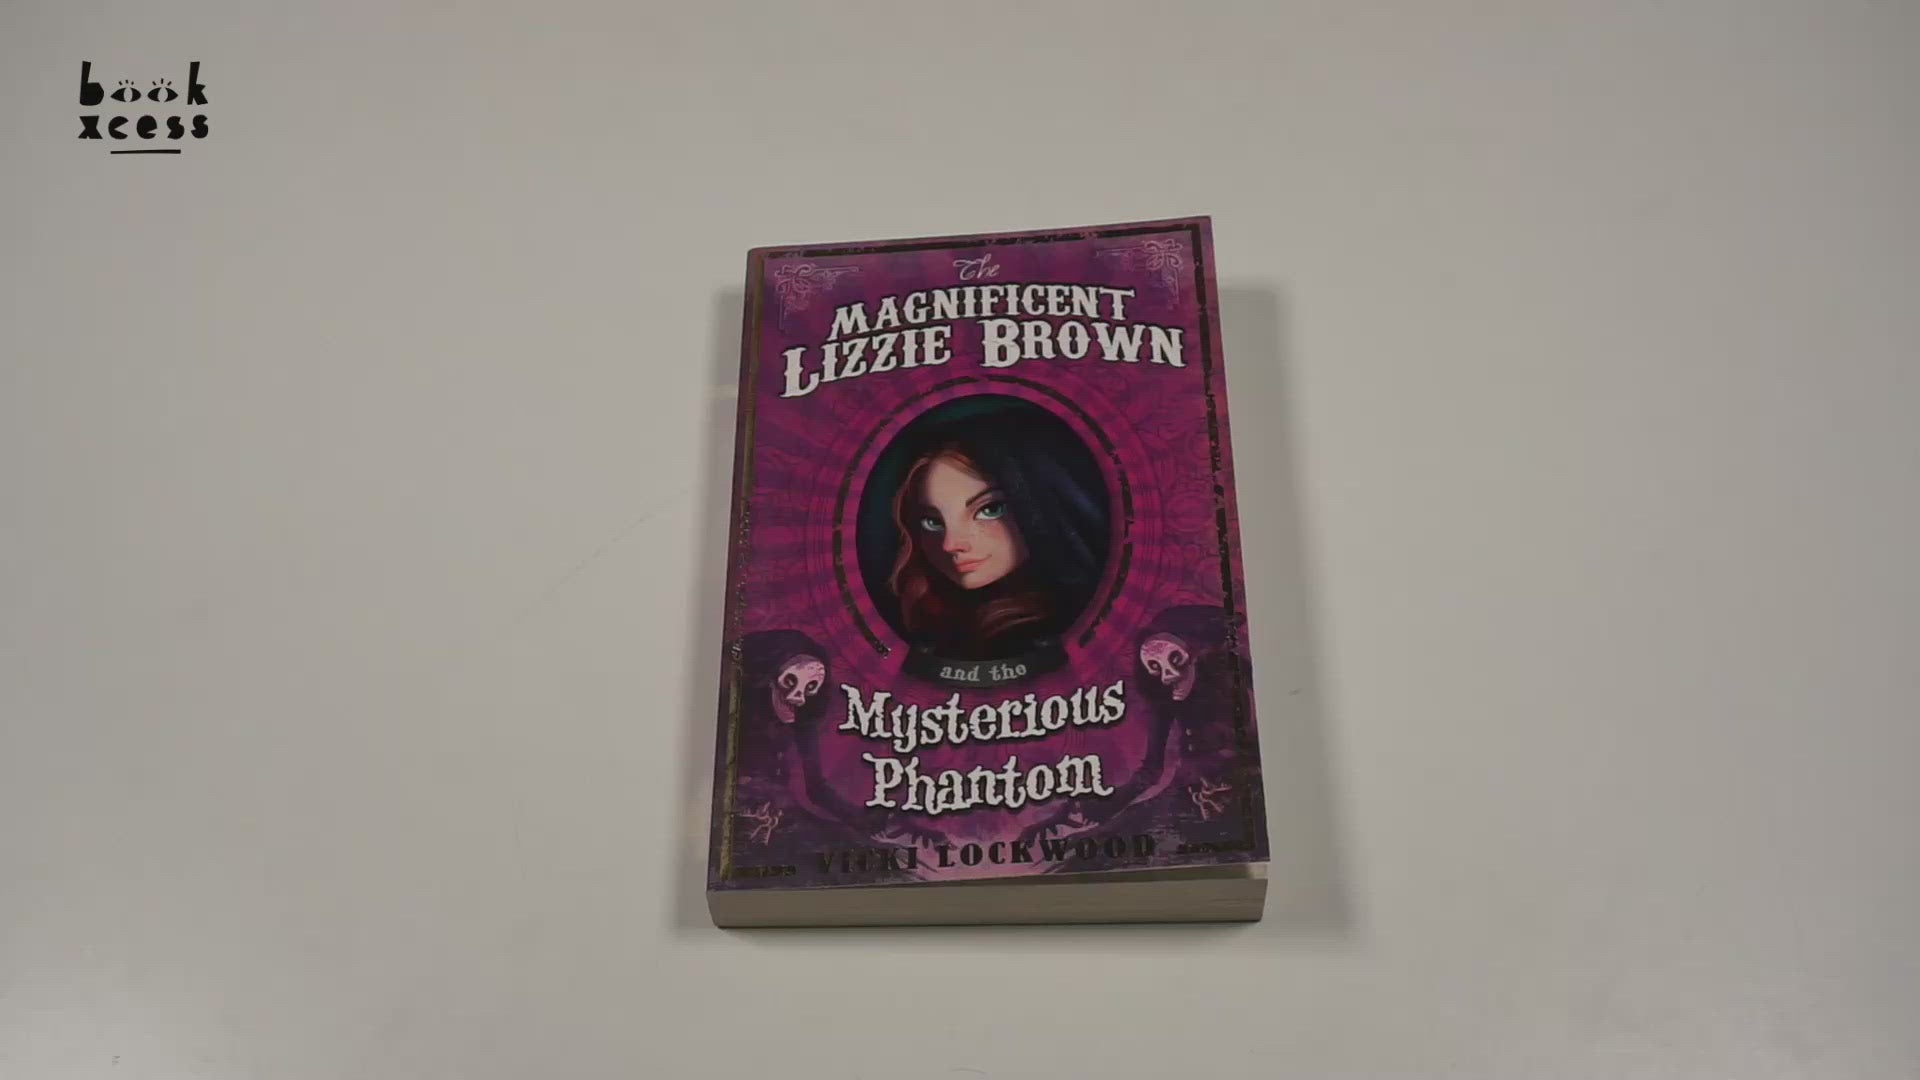 book
xcess
The
MAGNIFICENT
LIZZIE BROWN
and the
Mysterious
Phantom
VICKI LOCKWOOD